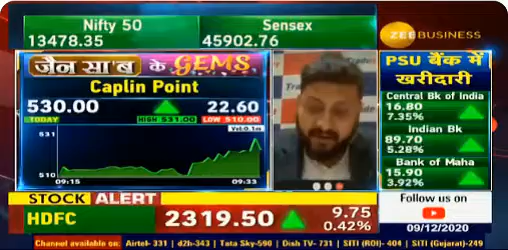 Nifty 50
13478.35
Sensex
45902.76
ZEE BUSINESS
जैन सा'ब के GEMS
Caplin Point
530.00
22.60
TODAY
HIGH 531.00
LOW 510.00
Vol:0.1m
531
510
09:15
09:33
PSU बैंक में
खरीदारी
Central Bk of India
16.80
7.35%
Indian Bk
89.70
5.28%
Bank of Maha
15.90
3.92%
STOCK ALERT
HDFC
2319.50
9.75
0.42%
Follow us on
09/12/2020
Channel available on: Airtel- 331 | d2h-343 | Tata Sky-590 | Dish TV- 731 | SITI (ROI)- 404 | SITI (Gujarat)-249